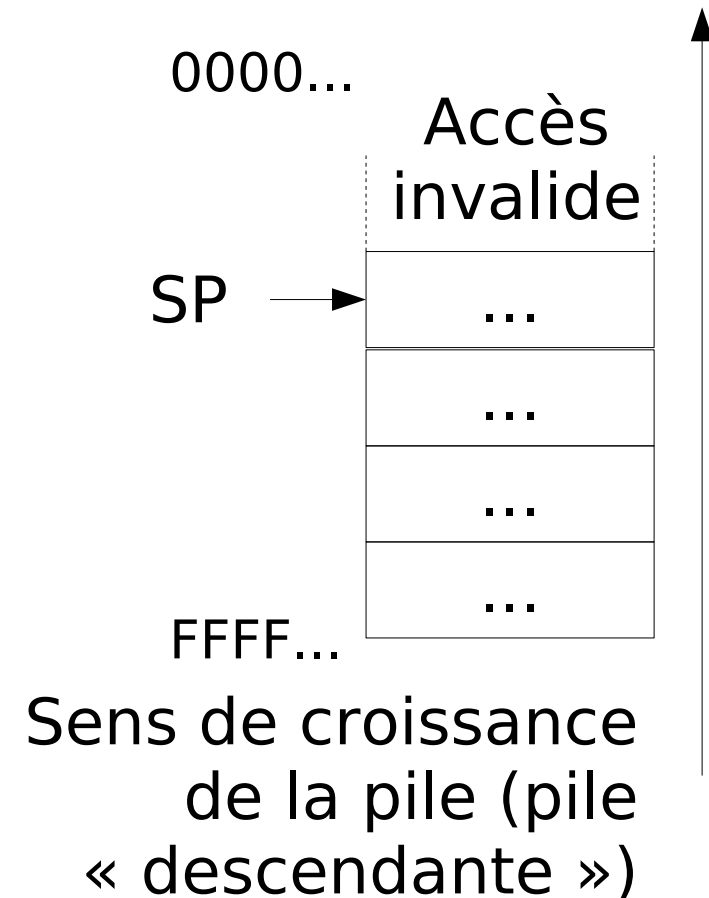 0000...
Accès
invalide
SP
...
...
...
...
FFFF...
Sens de croissance
de la pile (pile
« descendante »)